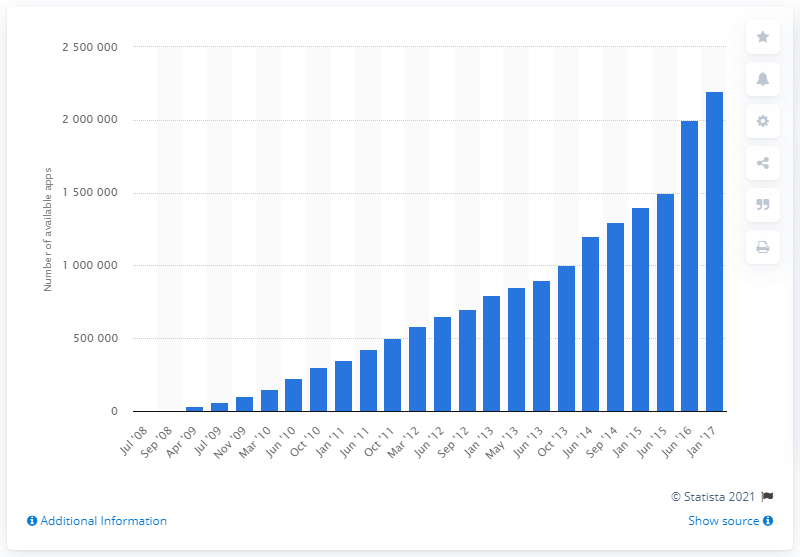 2 500 000
2 000 000
1 500 000
1 000 000
500 000
0
Number of available apps
Jul '08
Sep '08
Apr '09
Jul '09
Nov '09
Mar '10
Jun '10
Oct '10
Jan '11
Jun '11
Oct '11
Mar '12
Jun '12
Sep '12
Jan '13
May '13
Jun '13
Oct '13
Jun '14
Sep '14
Jan '15
Jun '15
Jun '16
Jan '17
© Statista 2021
Additional Information
Show source